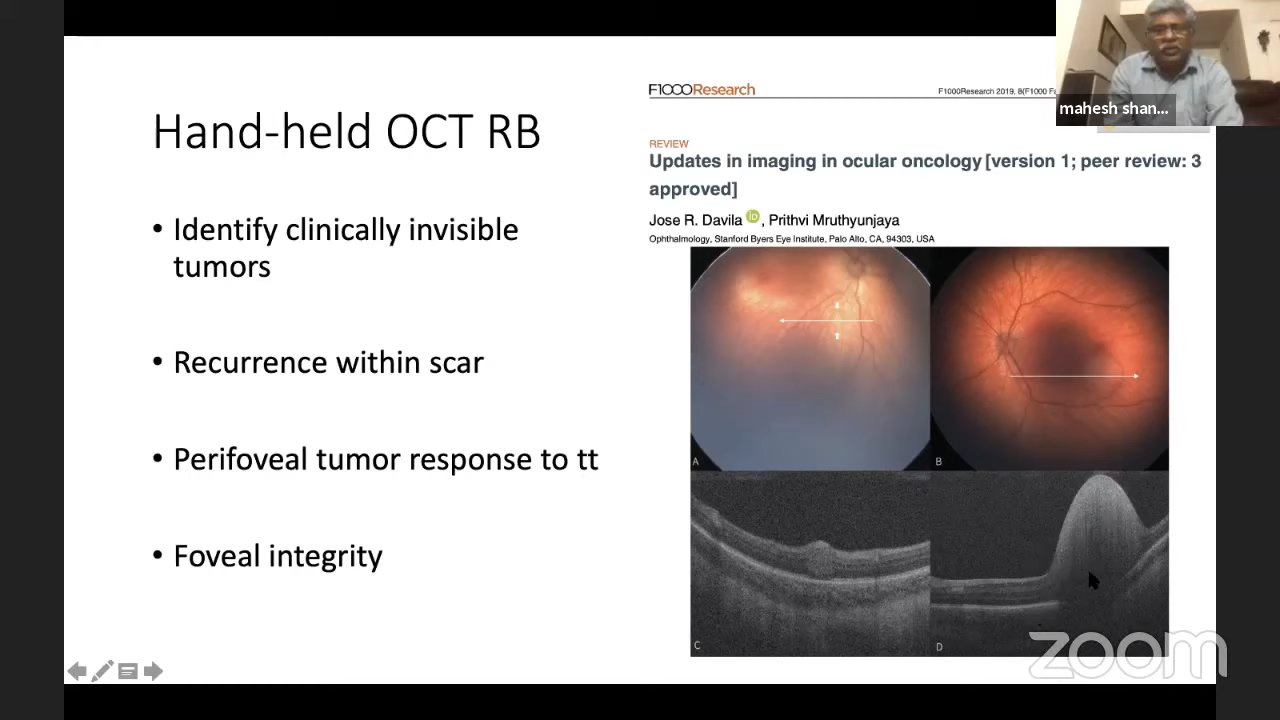 Hand-held OCT RB
• Identify clinically invisible
tumors
• Recurrence within scar
• Perifoveal tumor response to tt
• Foveal integrity
F1000Research
F1000Research 2019, 8(F1000
REVIEW
Updates in imaging in ocular oncology [version 1; peer review: 3
approved]
Jose R. Davila iD, Prithvi Mruthyunjaya
Ophthalmology, Stanford Byers Eye Institute, Palo Alto, CA, 94303, USA
A
B
C
D
mahesh shan...
zoom